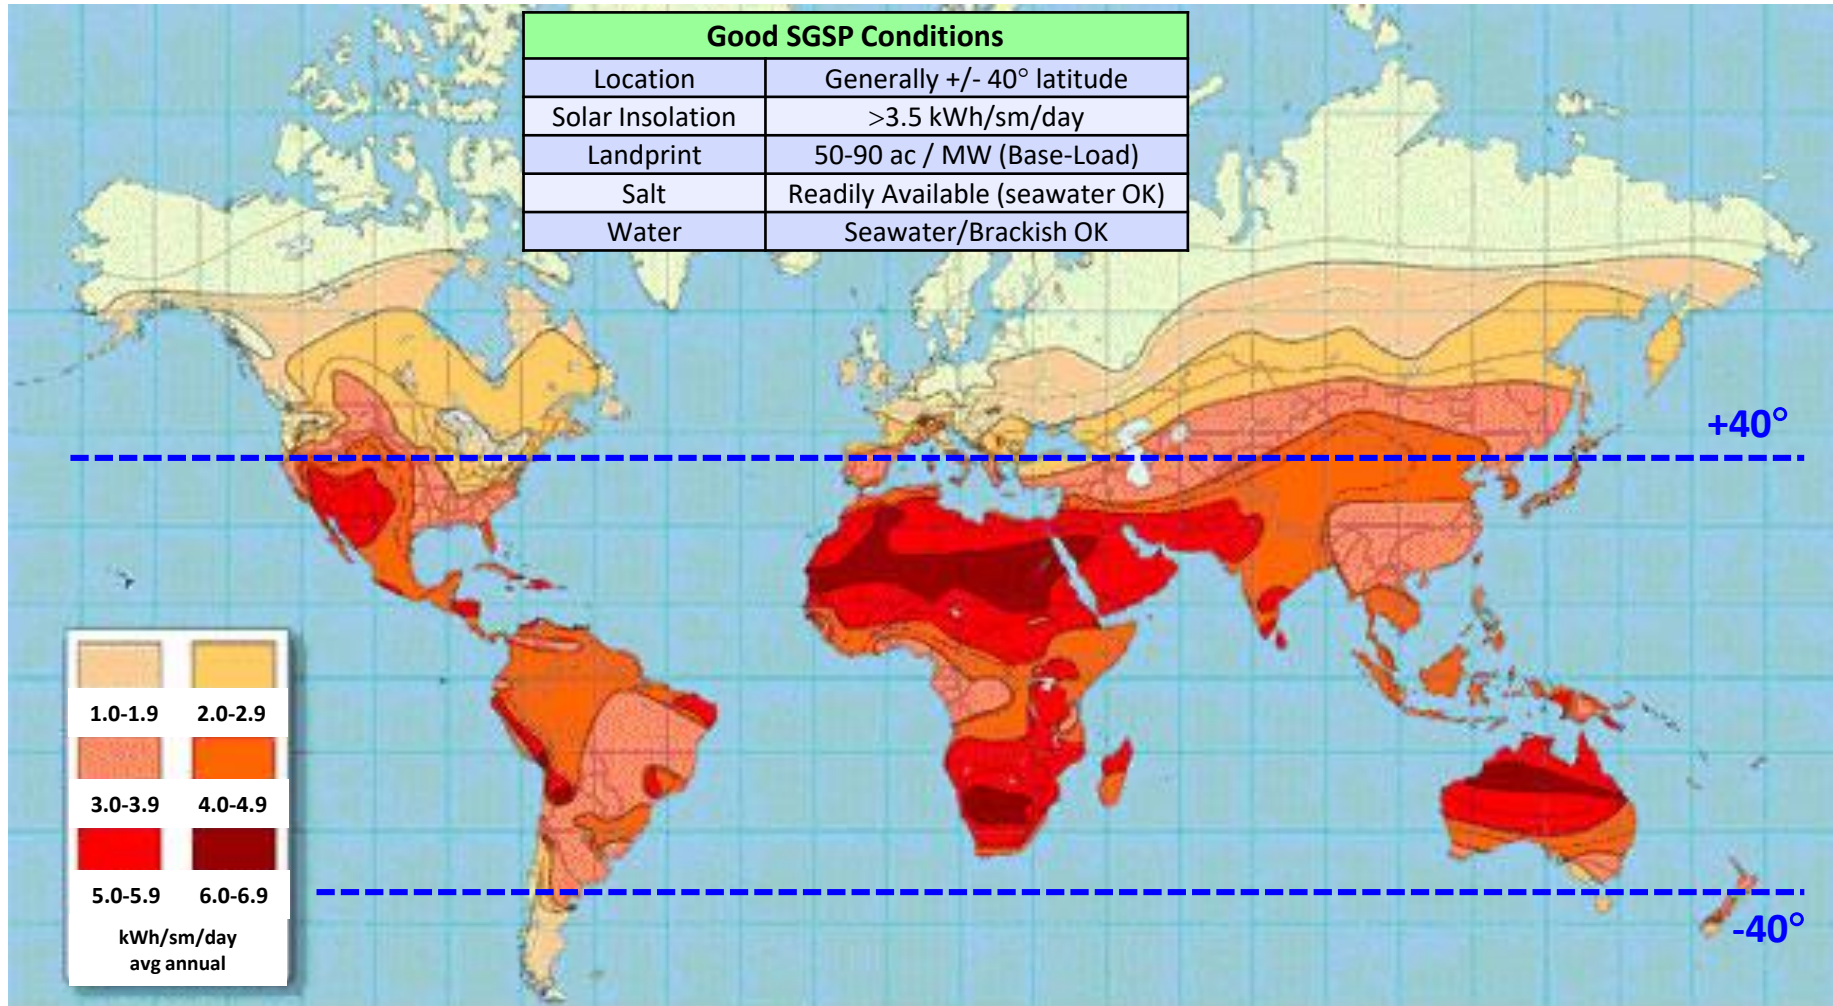 Good SGSP Conditions
Location Generally +/- 40° latitude
Solar Insolation >3.5 kWh/sm/day
Landprint 50-90 ac / MW (Base-Load)
Salt Readily Available (seawater OK)
Water Seawater/Brackish OK
+40°
1.0-1.9 2.0-2.9
3.0-3.9 4.0-4.9
5.0-5.9 6.0-6.9
kWh/sm/day
avg annual
-40°